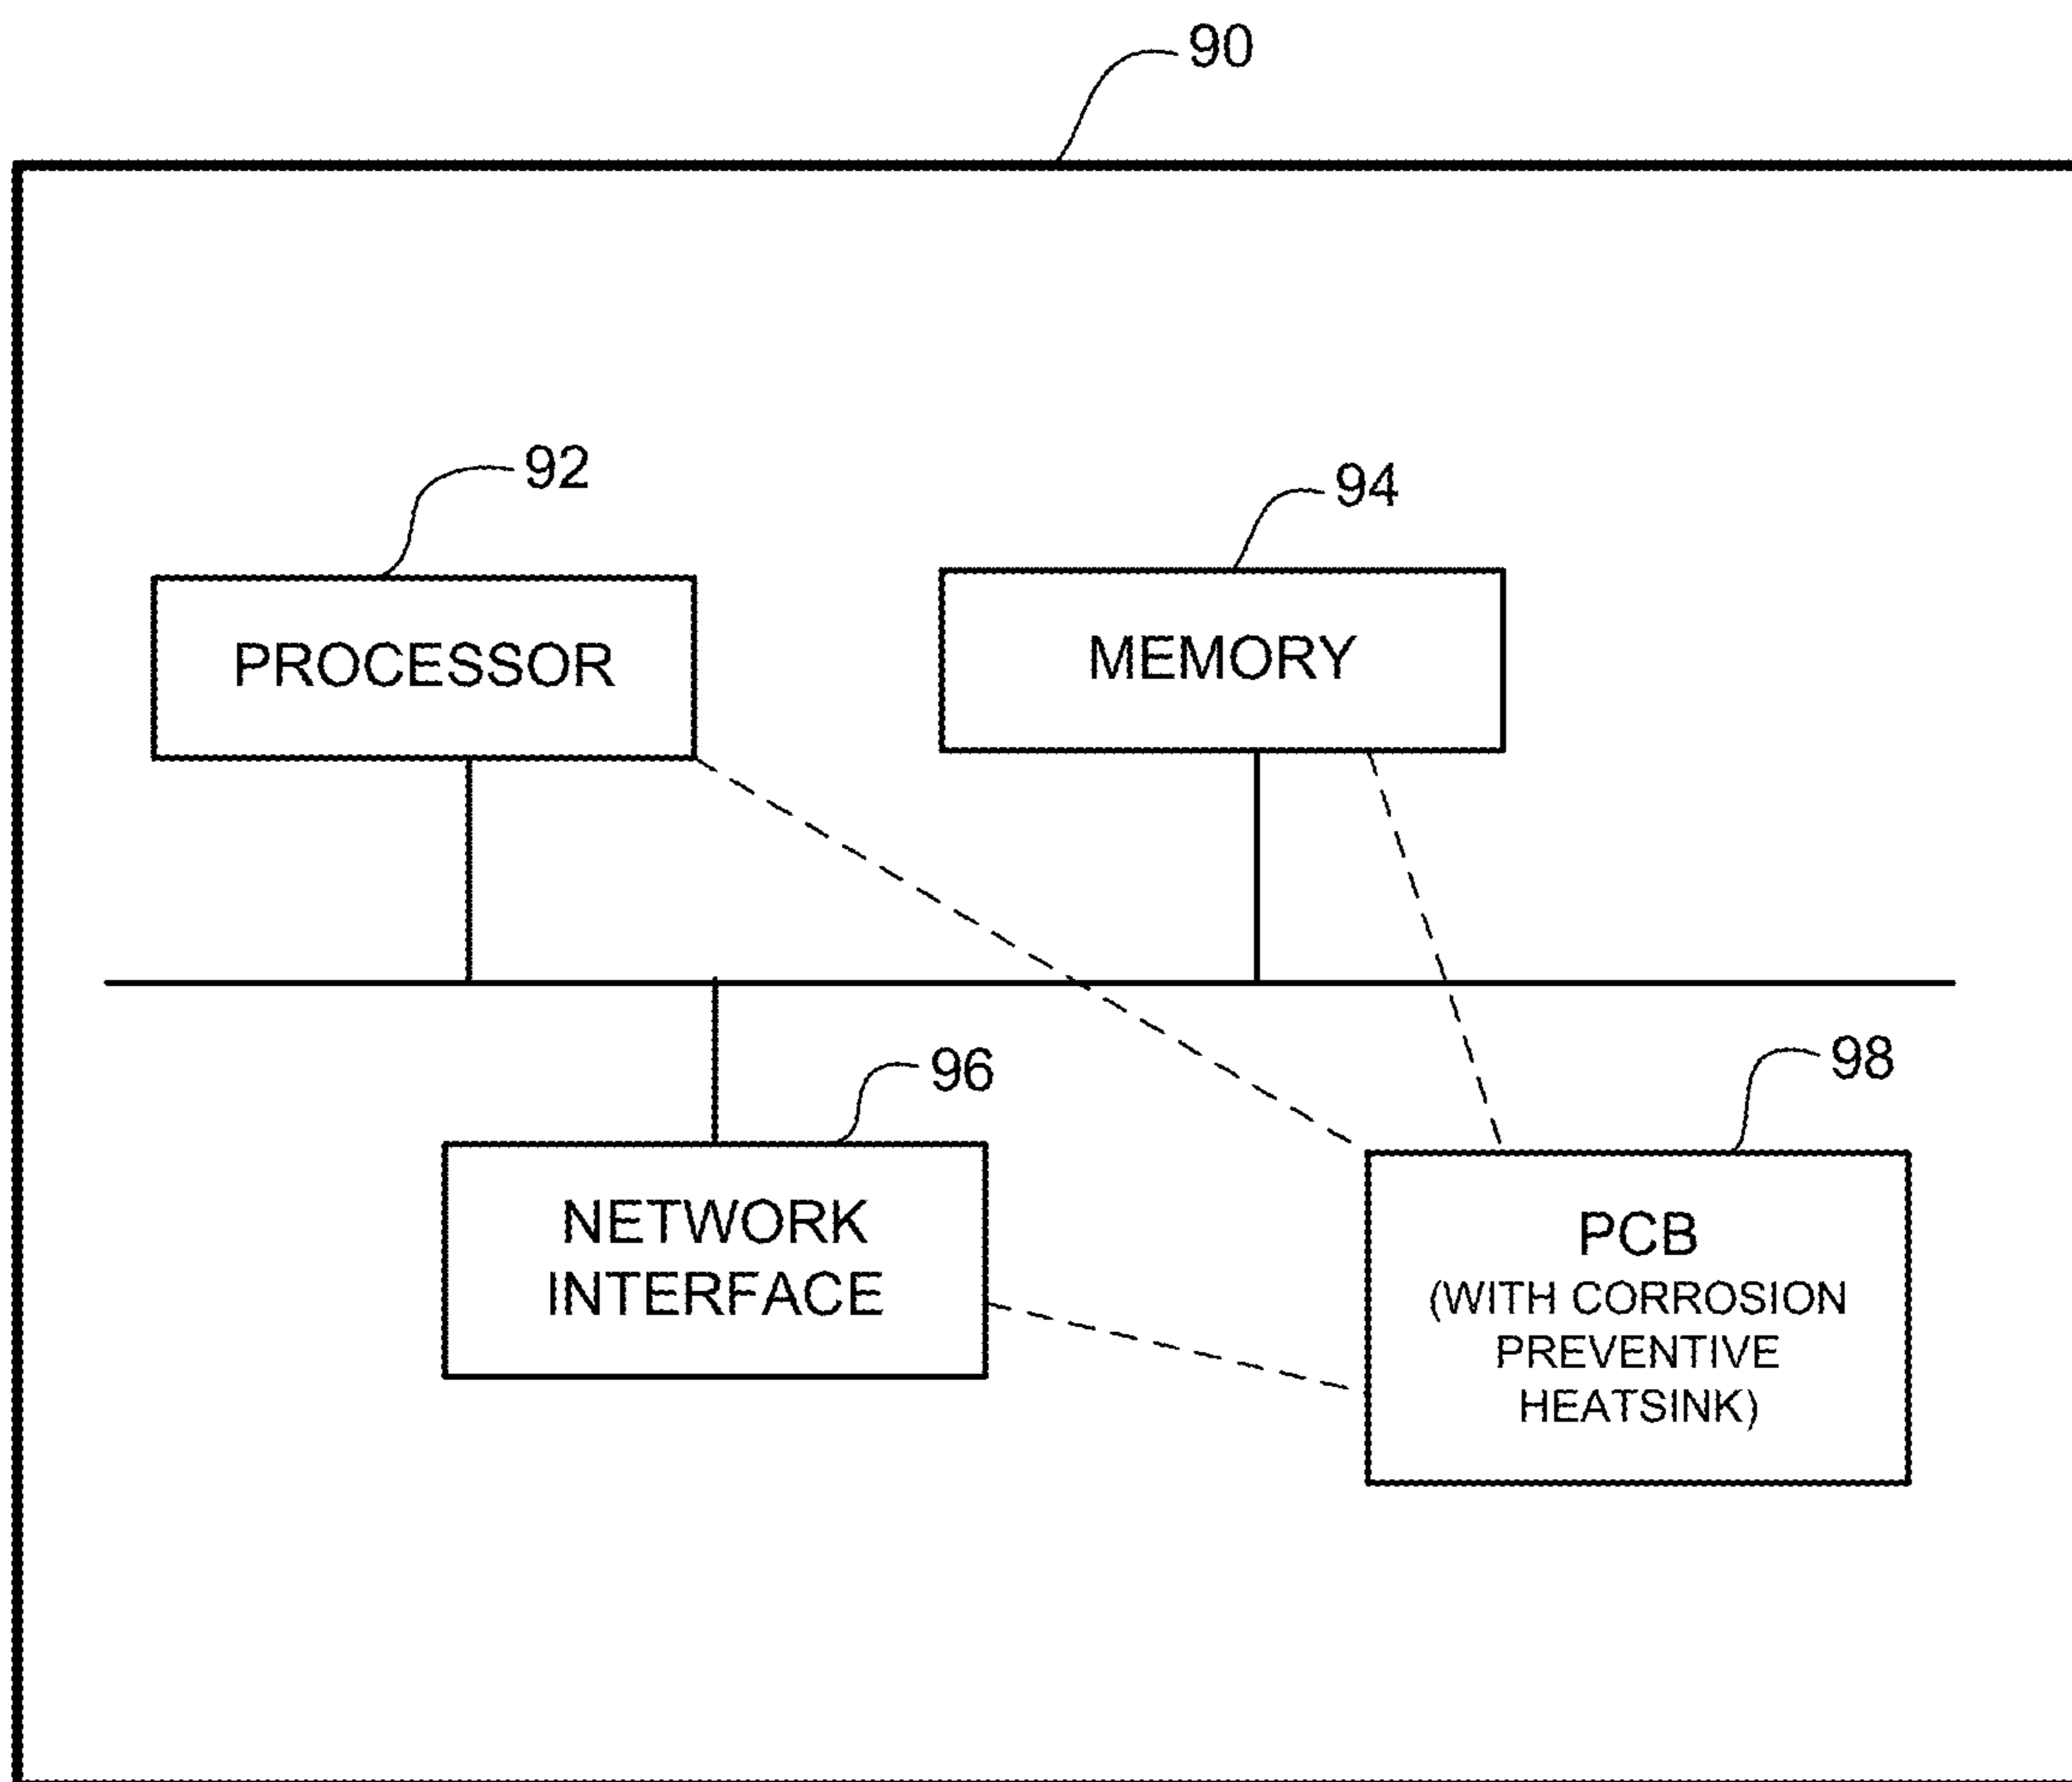 90
92
94
PROCESSOR
MEMORY
96
98
NETWORK
INTERFACE
PCB
(WITH CORROSION
PREVENTIVE
HEATSINK)